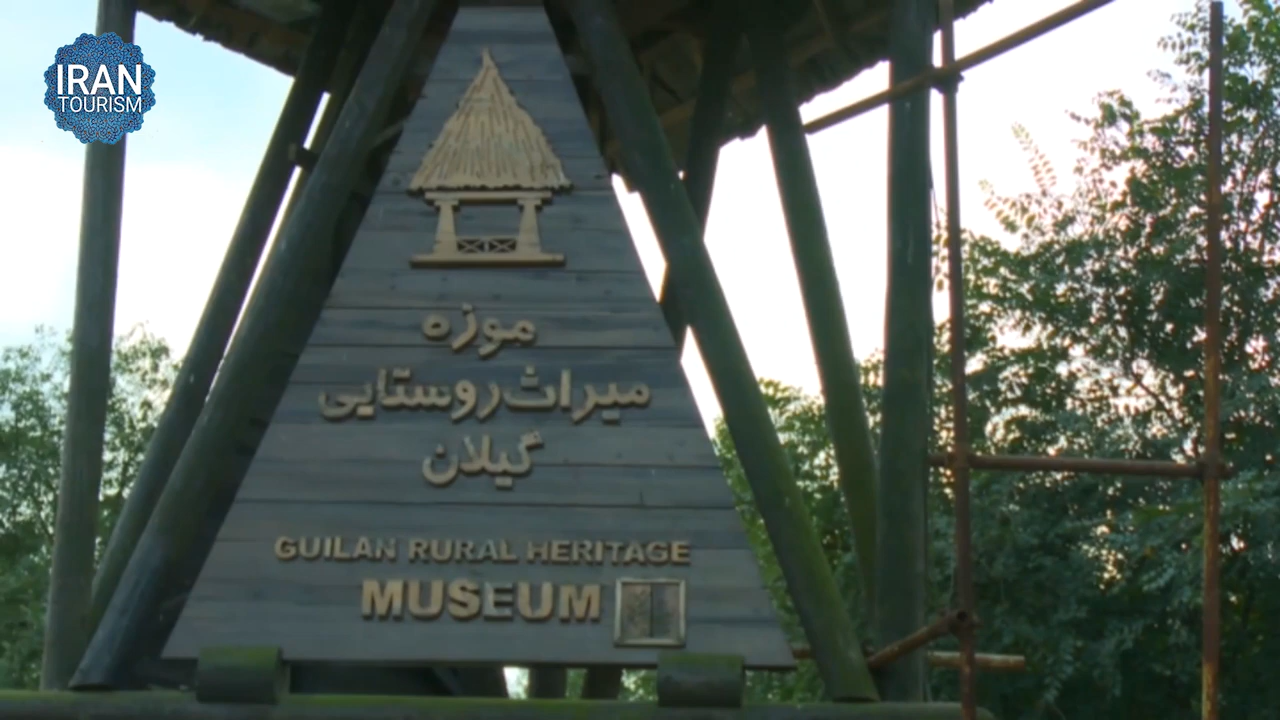 IRAN
TOURISM
موزه
میراث روستایی
گیلان
GUILAN RURAL HERITAGE
MUSEUM